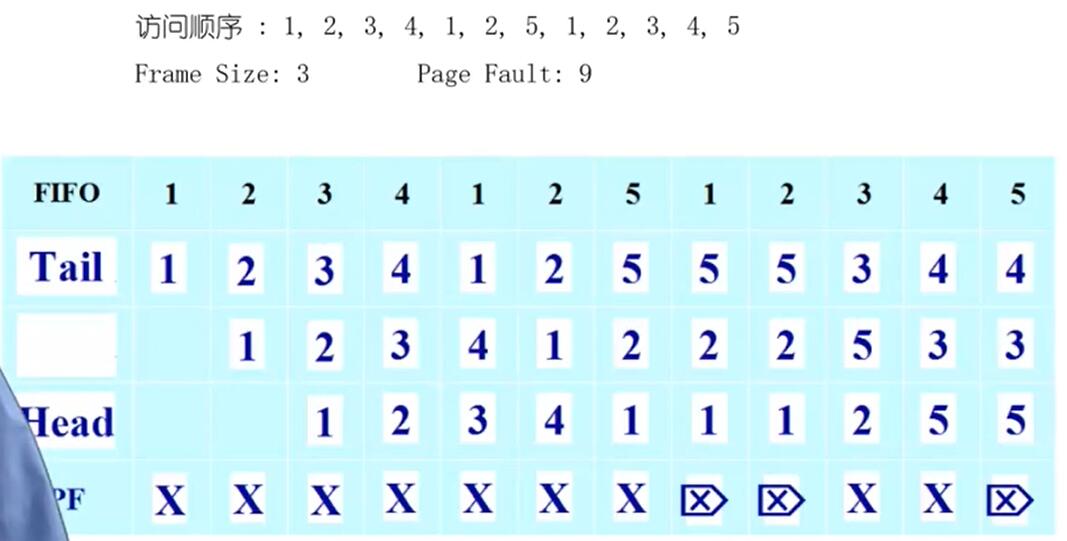 访问顺序 : 1, 2, 3, 4, 1, 2, 5, 1, 2, 3, 4, 5
Frame Size: 3 Page Fault: 9
FIFO 1 2 3 4 1 2 5 1 2 3 4 5
Tail 1 2 3 4 1 2 5 5 5 3 4 4
1 2 3 4 1 2 2 2 5 3 3
Head 1 2 3 4 1 1 1 2 5 5
PF X X X X X X X X X X X X